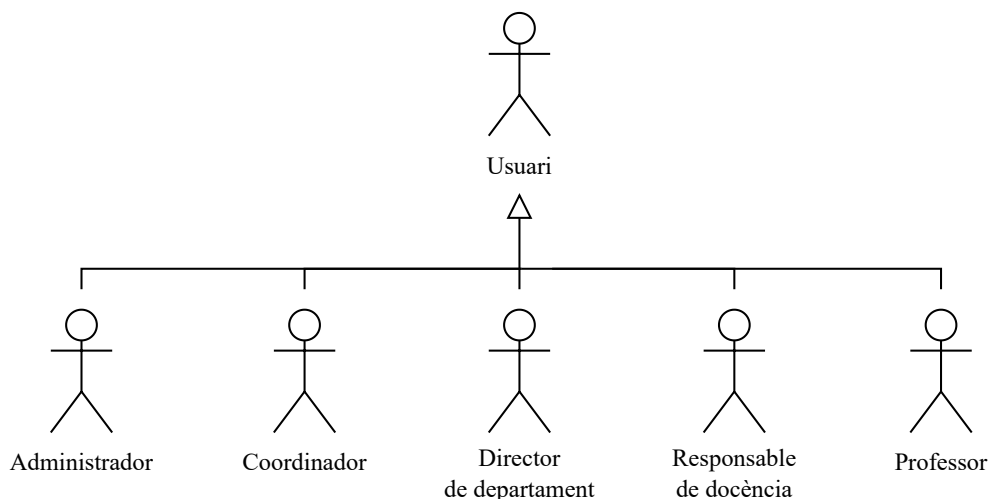 Usuari
Administrador
Coordinador
Director
de departament
Responsable
de docència
Professor